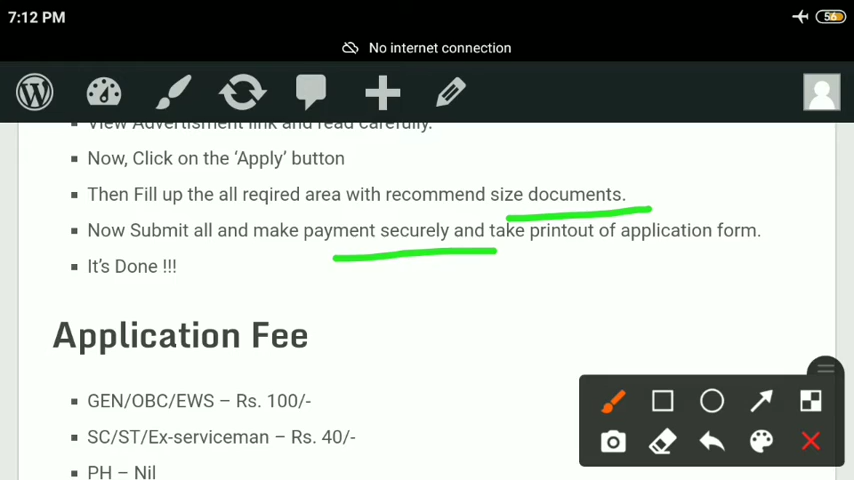 7:12 PM
56
No internet connection
View Advertisment link and read carefully.
Now, Click on the ‘Apply’ button
Then Fill up the all reqired area with recommend size documents.
Now Submit all and make payment securely and take printout of application form.
It’s Done !!!
Application Fee
GEN/OBC/EWS – Rs. 100/-
SC/ST/Ex-serviceman – Rs. 40/-
PH – Nil